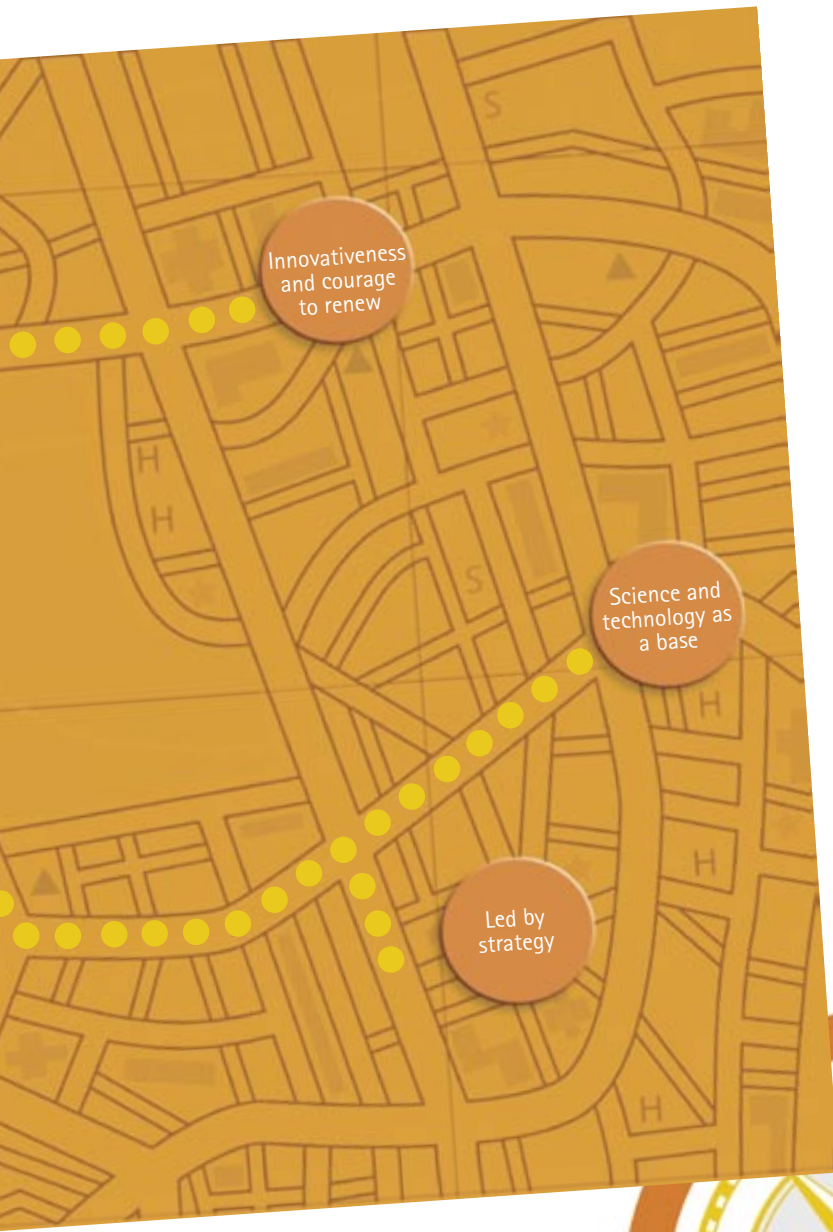 S
Innovativeness
and courage
to renew
H
H
S
Science and
technology as
a base
H
H
Led by
strategy
H